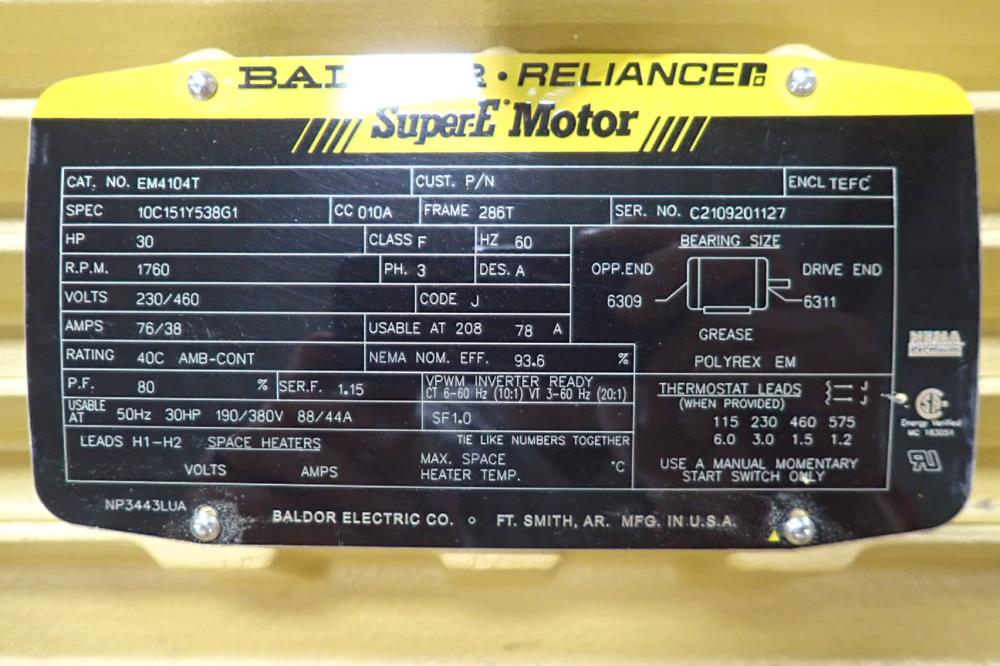 • RELIANCER
Super-E Motor
CAT. NO. EM4104T CUST. P/N ENCL TEFC
SPEC 10C151Y538G1 CC 010A FRAME 286T SER. NO. C2109201127
HP 30 CLASS F HZ 60
R.P.M. 1760 PH. 3 DES. A
VOLTS 230/460 CODE J
AMPS 76/38 USABLE AT 208 78 A
RATING 40C AMB-CONT NEMA NOM. EFF. 93.6 %
P.F. 80 % SER.F. 1.15 VPWM INVERTER READY
CT 6-60 Hz (10:1) VT 3-60 Hz (20:1)
USABLE AT 50Hz 30HP 190/380V 88/44A SF1.0
LEADS H1-H2 SPACE HEATERS TIE LIKE NUMBERS TOGETHER
VOLTS AMPS MAX. SPACE HEATER TEMP. °C
BEARING SIZE
OPP.END DRIVE END
6309 6311
GREASE
POLYREX EM
THERMOSTAT LEADS J
(WHEN PROVIDED) J
115 230 460 575
6.0 3.0 1.5 1.2
USE A MANUAL MOMENTARY
START SWITCH ONLY
NEMA
Premium
Energy Verified
NP3443LUA
BALDOR ELECTRIC CO. ° FT. SMITH, AR. MFG. IN U.S.A.